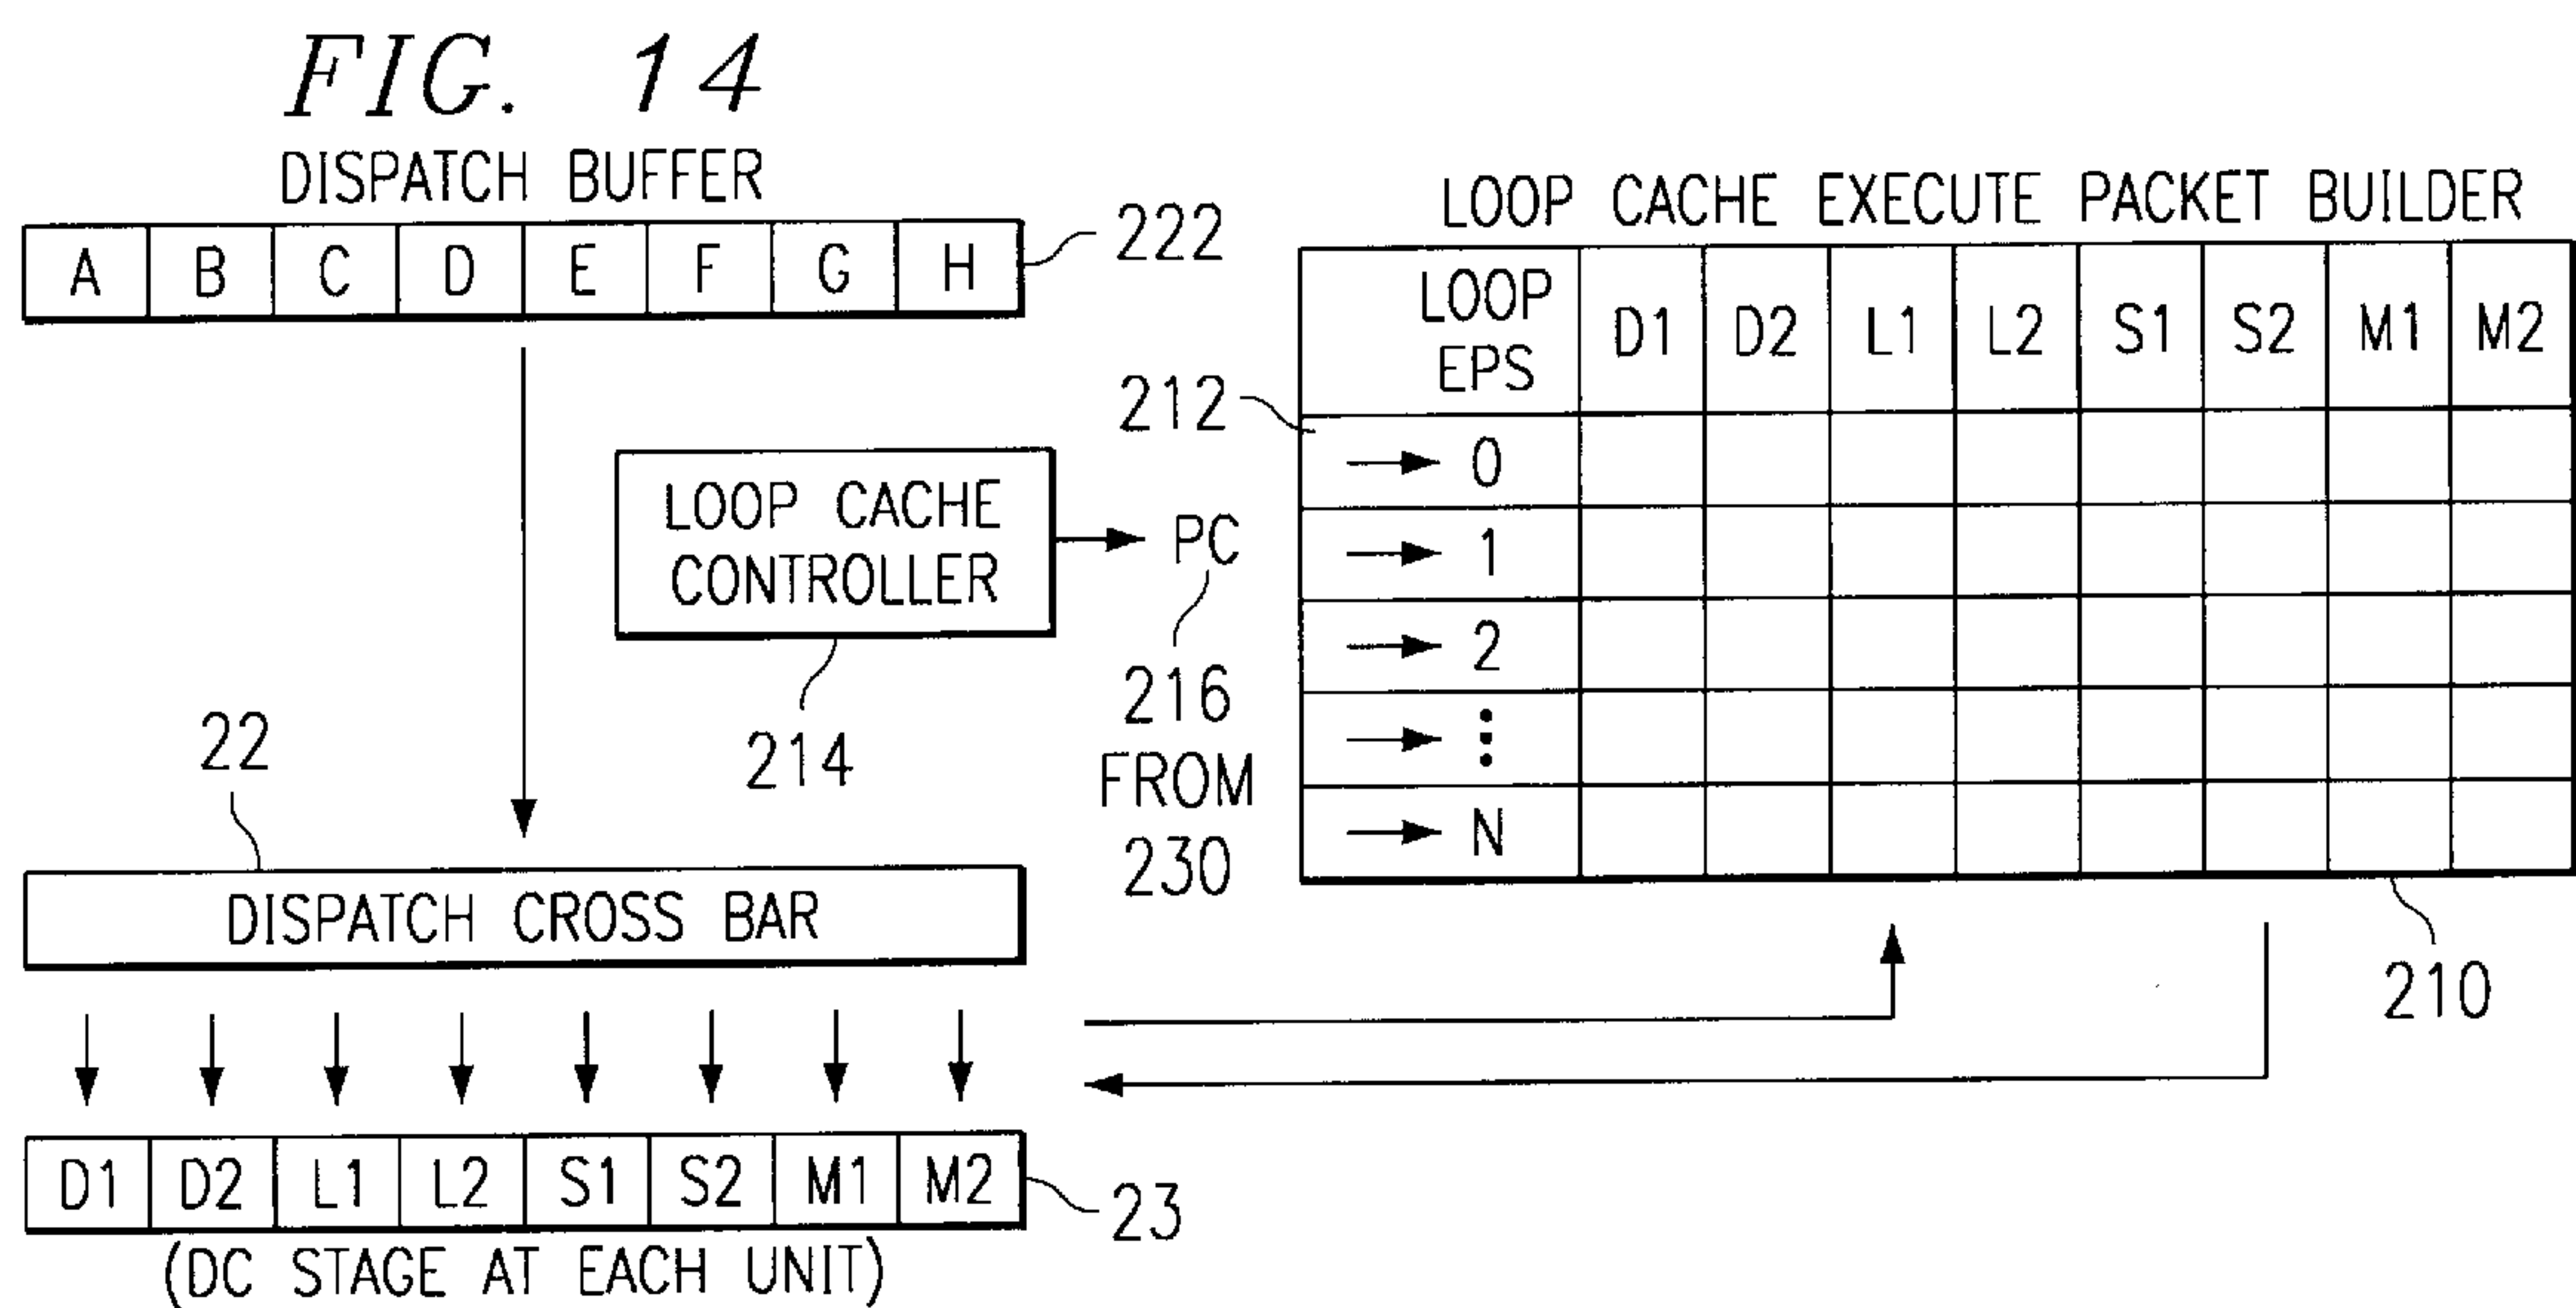 FIG. 14
DISPATCH BUFFER
A B C D E F G H
222
LOOP CACHE EXECUTE PACKET BUILDER
LOOP EPS D1 D2 L1 L2 S1 S2 M1 M2
212
0
1
2
N
LOOP CACHE
CONTROLLER
214
PC
216
FROM
230
210
22
DISPATCH CROSS BAR
D1 D2 L1 L2 S1 S2 M1 M2
23
(DC STAGE AT EACH UNIT)